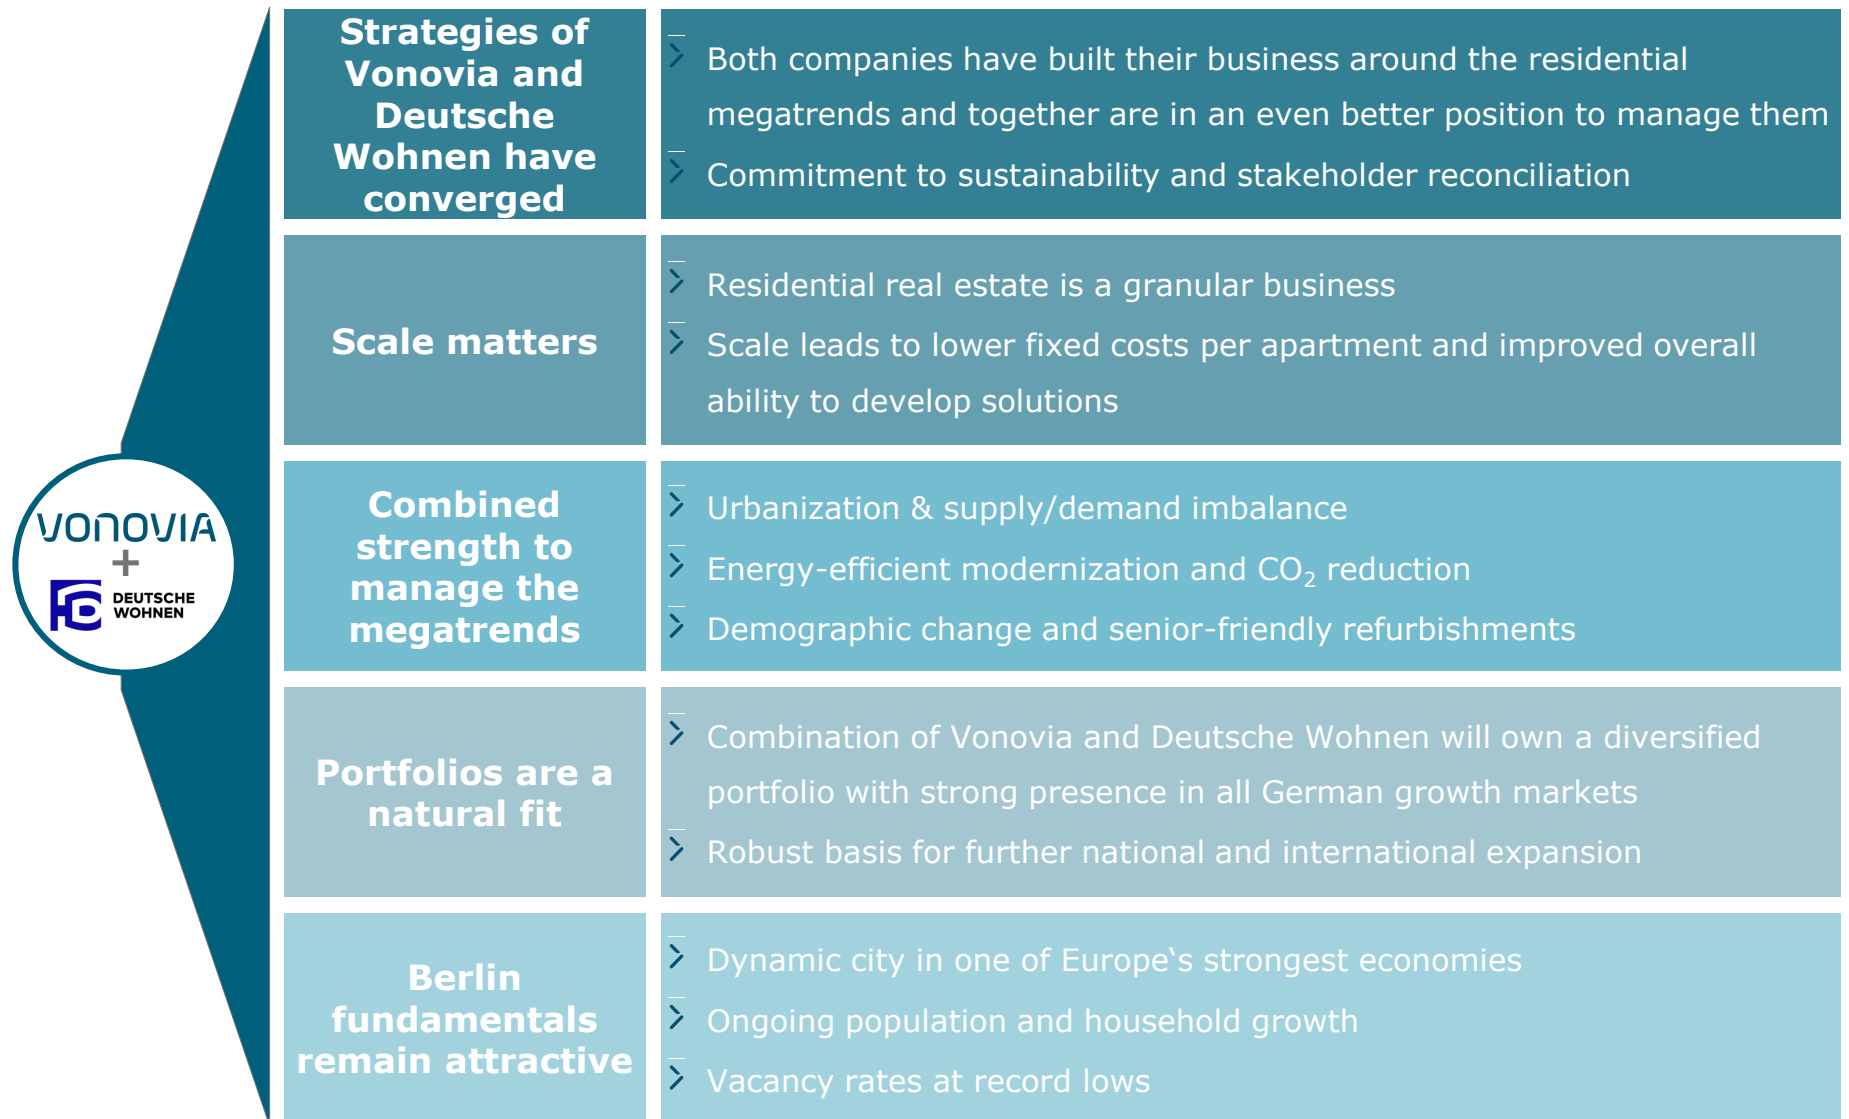 VONOVIA
+
DEUTSCHE
WOHNEN
Strategies of
Vonovia and
Deutsche
Wohnen have
converged
Both companies have built their business around the residential
megatrends and together are in an even better position to manage them
Commitment to sustainability and stakeholder reconciliation
Scale matters
Residential real estate is a granular business
Scale leads to lower fixed costs per apartment and improved overall
ability to develop solutions
Combined
strength to
manage the
megatrends
Urbanization & supply/demand imbalance
Energy-efficient modernization and CO₂ reduction
Demographic change and senior-friendly refurbishments
Portfolios are a
natural fit
Combination of Vonovia and Deutsche Wohnen will own a diversified
portfolio with strong presence in all German growth markets
Robust basis for further national and international expansion
Berlin
fundamentals
remain attractive
Dynamic city in one of Europe‘s strongest economies
Ongoing population and household growth
Vacancy rates at record lows